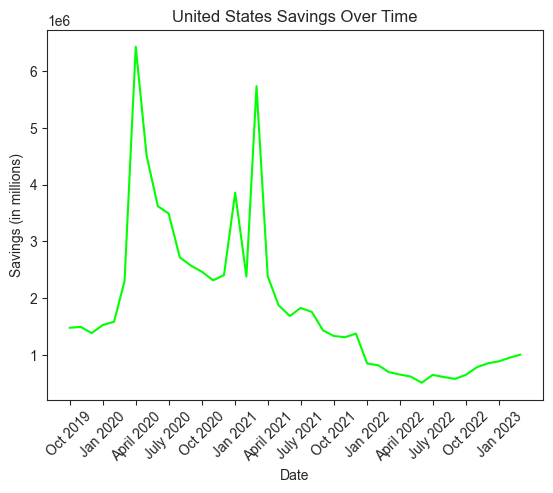 United States Savings Over Time
1e6
6
5
4
3
2
1
Savings (in millions)
Oct 2019
Jan 2020
April 2020
July 2020
Oct 2020
Jan 2021
April 2021
July 2021
Oct 2021
Jan 2022
April 2022
July 2022
Oct 2022
Jan 2023
Date